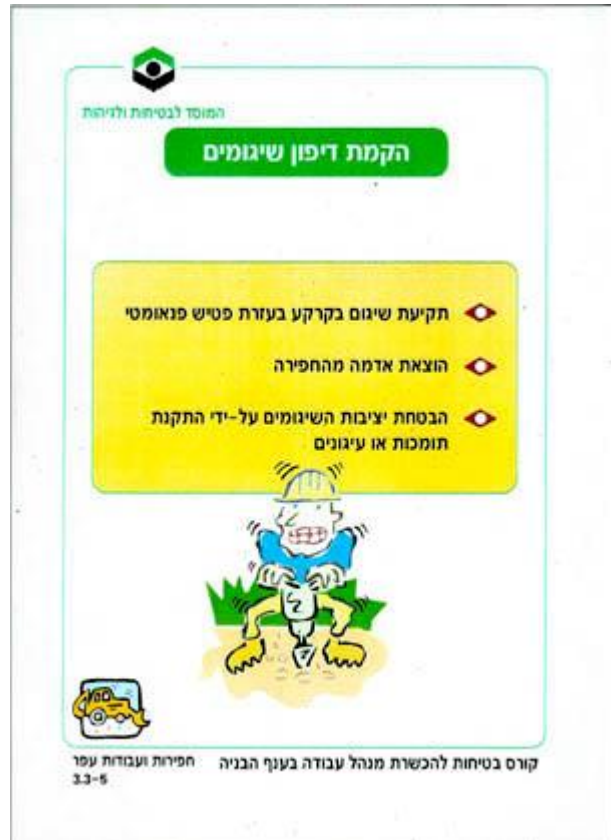 המוסד לבטיחות ולגיהות
הקמת דיפון שיגומים
תקיעת שיגום בקרקע בעזרת פטיש פנאומטי
הוצאת אדמה מהחפירה
הבטחת יציבות השיגומים על-ידי התקנת
תומכות או עיגונים
קורס בטיחות להכשרת מנהל עבודה בענף הבניה
חפירות ועבודות עפר
3.3-5